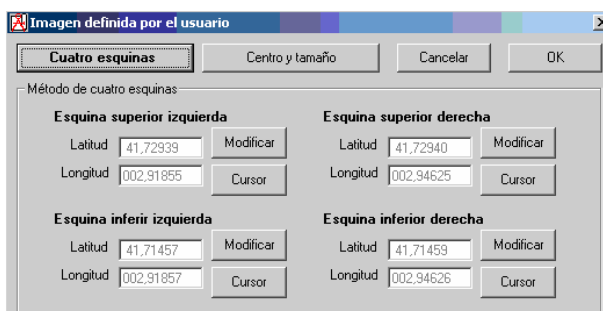 Imagen definida por el usuario
Cuatro esquinas Centro y tamaño Cancelar OK
Método de cuatro esquinas
Esquina superior izquierda Esquina superior derecha
Latitud 41,72939 Modificar Latitud 41,72940 Modificar
Longitud 002,91855 Cursor Longitud 002,94625 Cursor
Esquina inferir izquierda Esquina inferior derecha
Latitud 41,71457 Modificar Latitud 41,71459 Modificar
Longitud 002,91857 Cursor Longitud 002,94626 Cursor